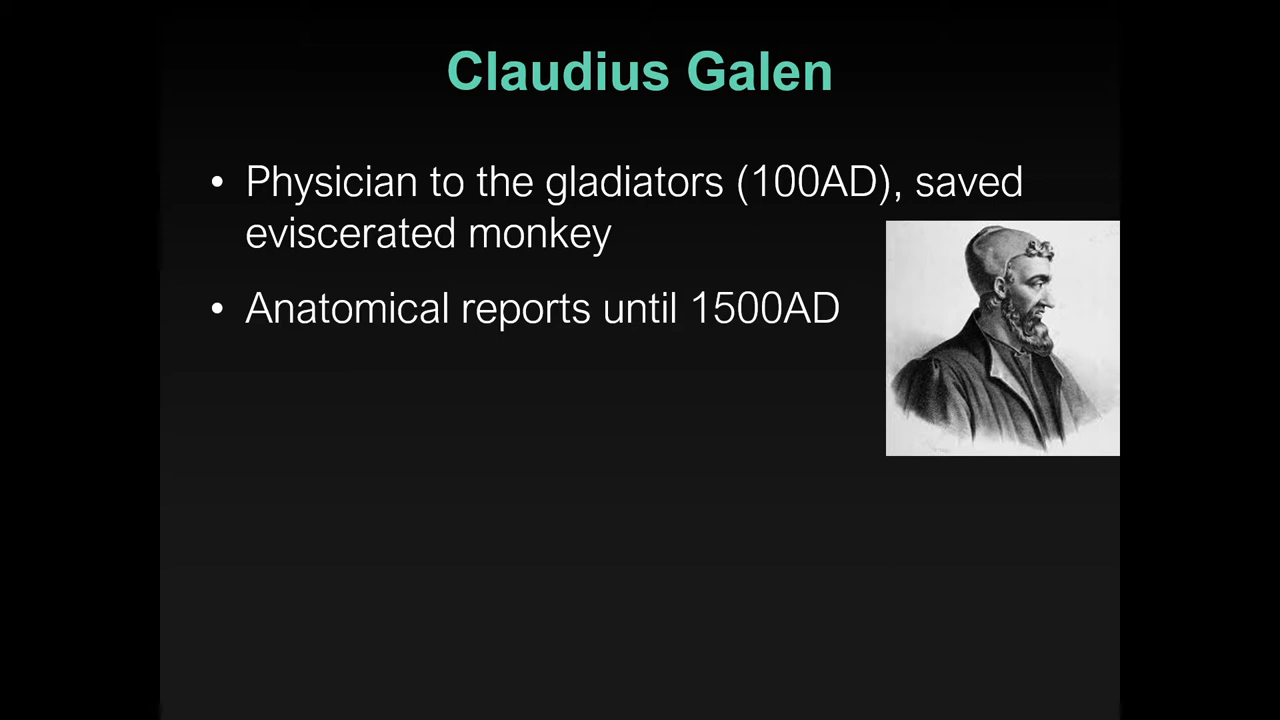 Claudius Galen
• Physician to the gladiators (100AD), saved
eviscerated monkey
• Anatomical reports until 1500AD